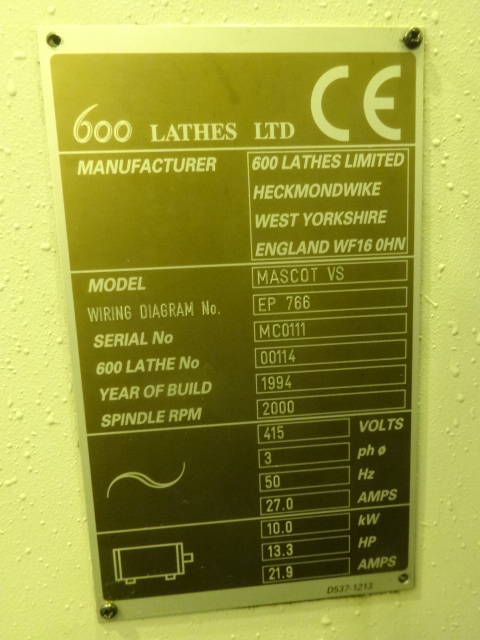 600 LATHES LTD CE
MANUFACTURER 600 LATHES LIMITED
HECKMONDWIKE
WEST YORKSHIRE
ENGLAND WF16 0HN
MODEL MASCOT VS
WIRING DIAGRAM No. EP 766
SERIAL No MC0111
600 LATHE No 00114
YEAR OF BUILD 1994
SPINDLE RPM 2000
415 VOLTS
3 ph ø
50 Hz
27.0 AMPS
10.0 kW
13.3 HP
21.9 AMPS
D537-1213